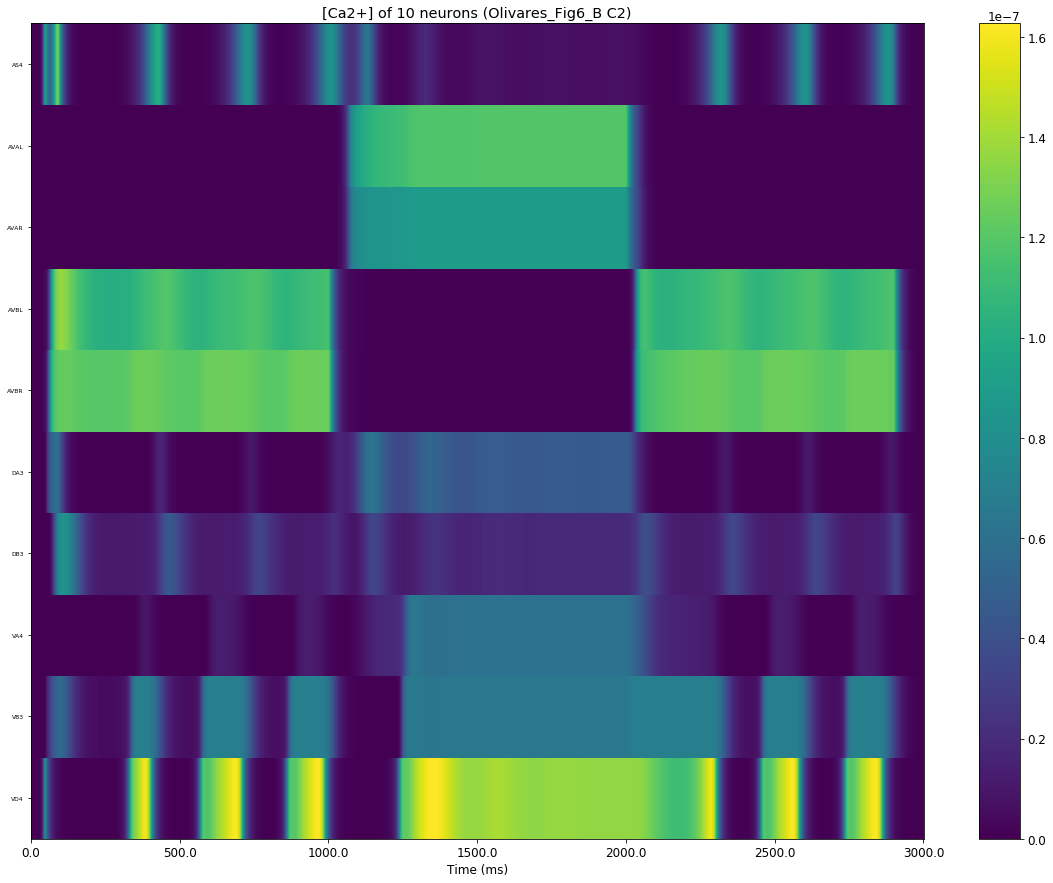 [Ca2+] of 10 neurons (Olivares_Fig6_B C2)
1e−7
AS4
AVAL
AVAR
AVBL
AVBR
DA3
DB3
VA4
VB3
VD4
0.0 500.0 1000.0 1500.0 2000.0 2500.0 3000.0
Time (ms)
1.6
1.4
1.2
1.0
0.8
0.6
0.4
0.2
0.0